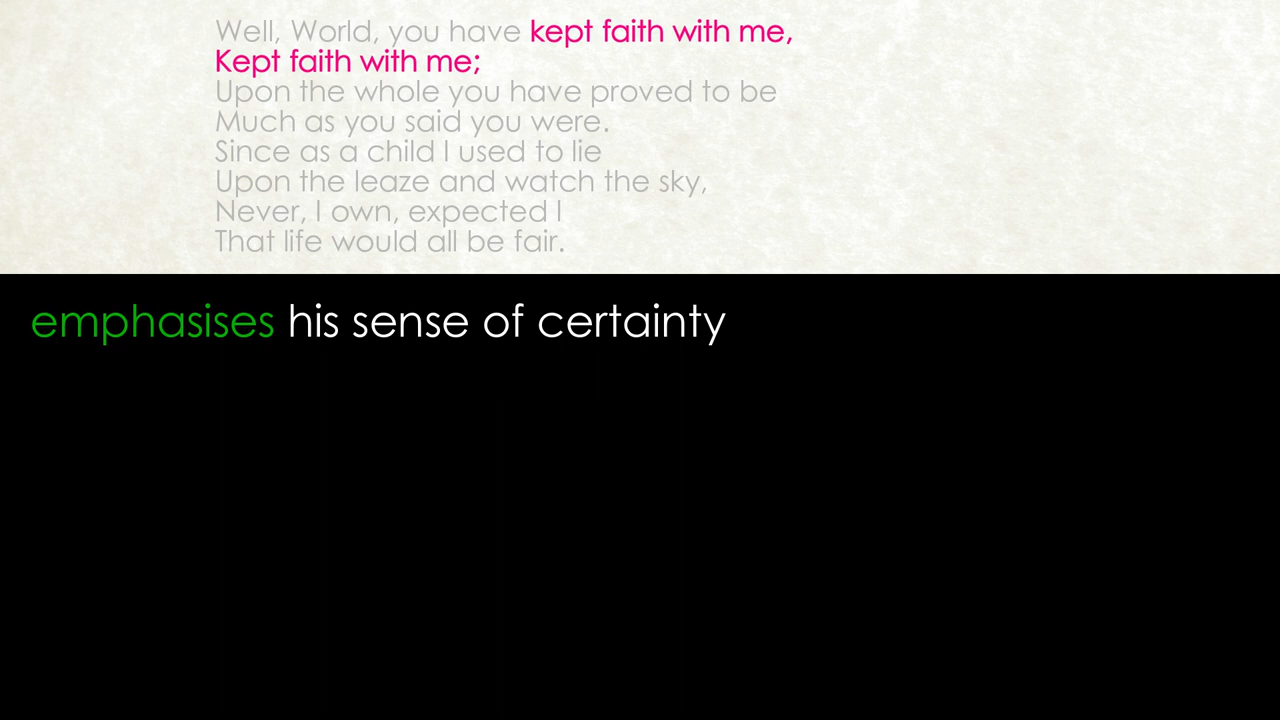 Well, World, you have kept faith with me,
Kept faith with me;
Upon the whole you have proved to be
Much as you said you were.
Since as a child I used to lie
Upon the leaze and watch the sky,
Never, I own, expected I
That life would all be fair.
emphasises his sense of certainty